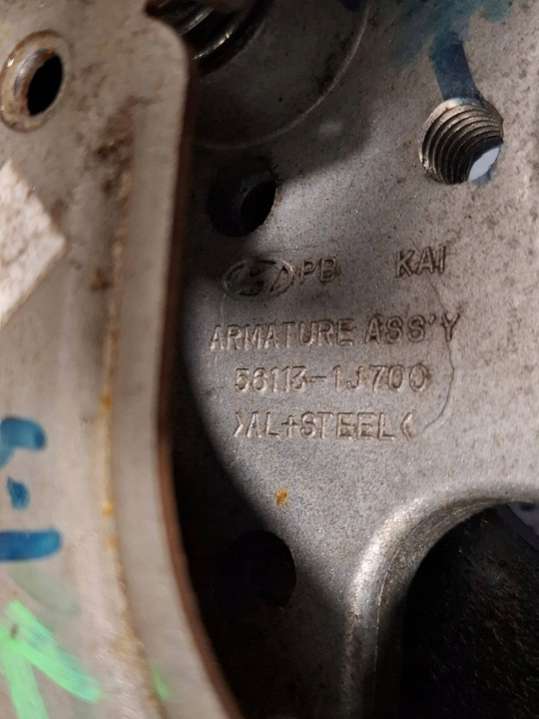 PB KAI
ARMATURE ASS'Y
56113-1J700
>AL+STEEL<